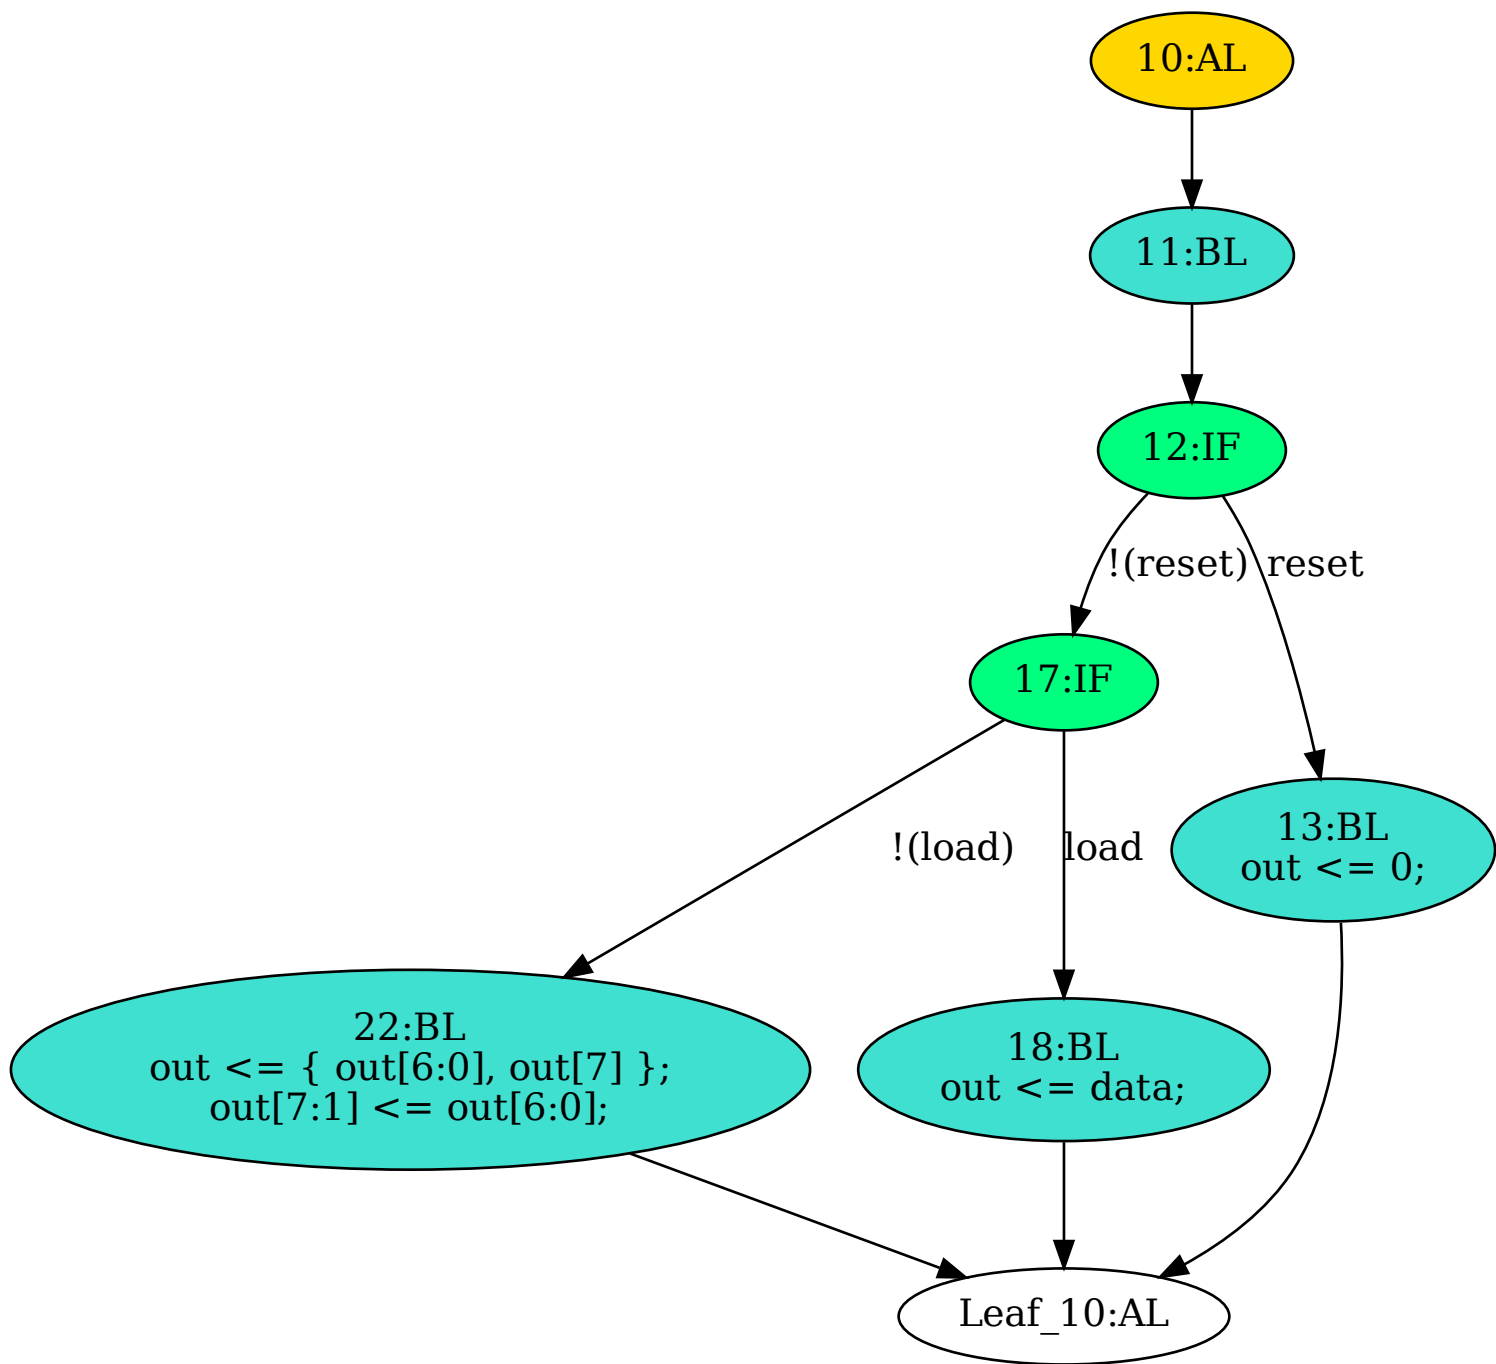 10:AL
11:BL
12:IF
!(reset)
reset
17:IF
!(load)
load
13:BL
out <= 0;
22:BL
out <= { out[6:0], out[7] };
out[7:1] <= out[6:0];
18:BL
out <= data;
Leaf_10:AL